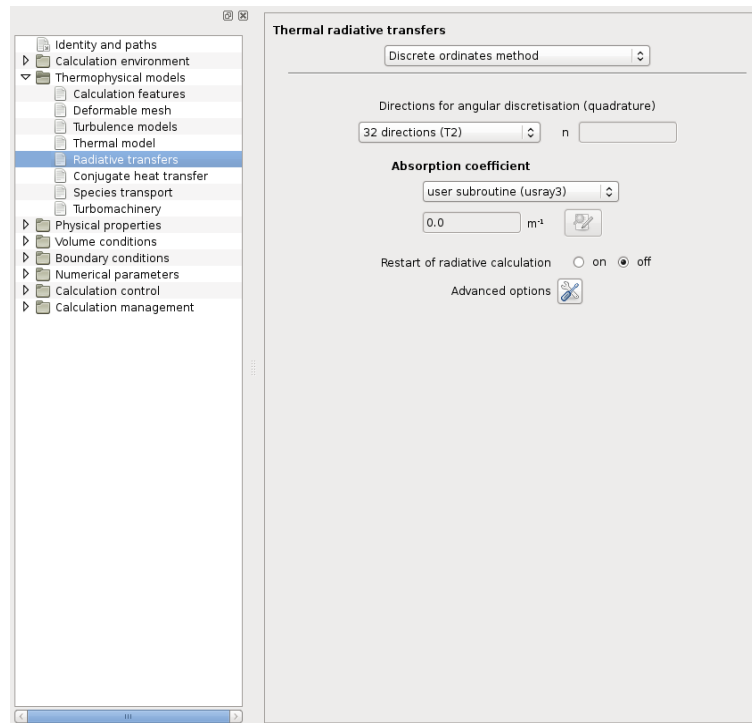 Identity and paths
Calculation environment
Thermophysical models
Calculation features
Deformable mesh
Turbulence models
Thermal model
Radiative transfers
Conjugate heat transfer
Species transport
Turbomachinery
Physical properties
Volume conditions
Boundary conditions
Numerical parameters
Calculation control
Calculation management
Thermal radiative transfers
Discrete ordinates method
Directions for angular discretisation (quadrature)
32 directions (T2) n
Absorption coefficient
user subroutine (usray3)
0.0 m⁻¹
Restart of radiative calculation on off
Advanced options